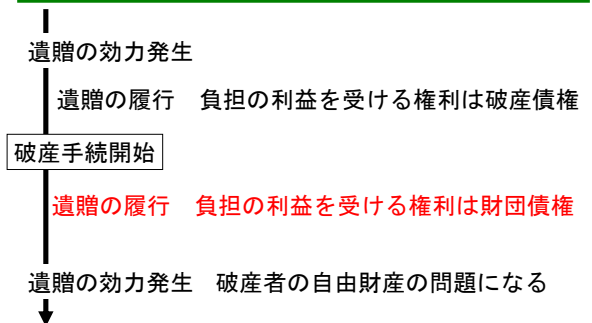 遺贈の効力発生
遺贈の履行　負担の利益を受ける権利は破産債権
破産手続開始
遺贈の履行　負担の利益を受ける権利は財団債権
遺贈の効力発生　破産者の自由財産の問題になる